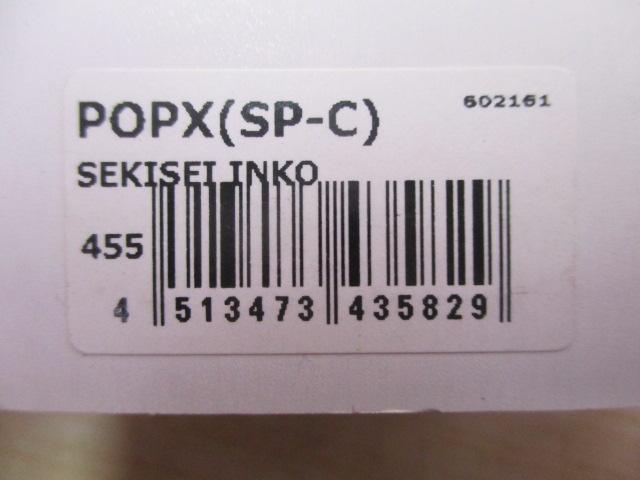 POPX(SP-C) 602161
SEKISEI INKO
455
4 513473 435829